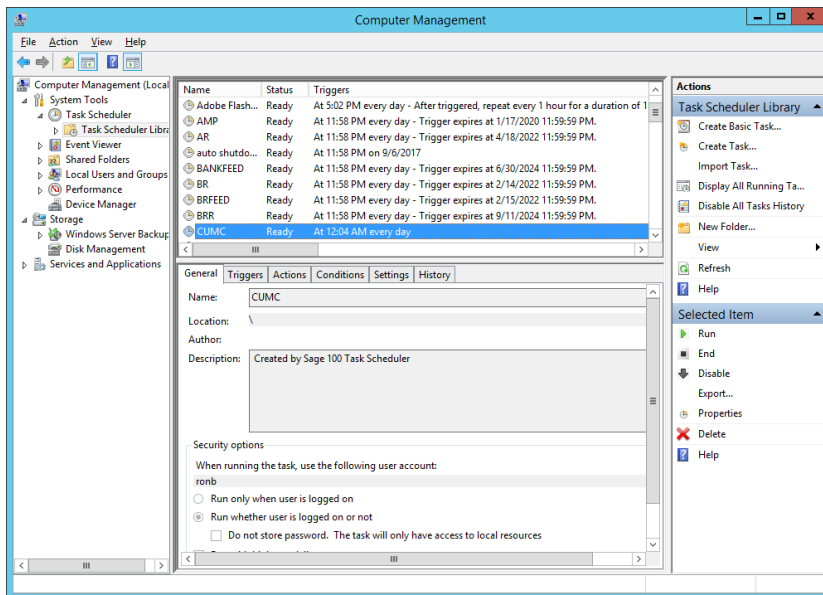 Computer Management
File Action View Help
Computer Management (Local
System Tools
Task Scheduler
Task Scheduler Libra
Event Viewer
Shared Folders
Local Users and Groups
Performance
Device Manager
Storage
Windows Server Backup
Disk Management
Services and Applications
Name Status Triggers
Adobe Flash... Ready At 5:02 PM every day - After triggered, repeat every 1 hour for a duration of 1
AMP Ready At 11:58 PM every day - Trigger expires at 1/17/2020 11:59:59 PM.
AR Ready At 11:58 PM every day - Trigger expires at 4/18/2022 11:59:59 PM.
auto shutdo... Ready At 11:58 PM on 9/6/2017
BANKFEED Ready At 11:58 PM every day - Trigger expires at 6/30/2024 11:59:59 PM.
BR Ready At 11:58 PM every day - Trigger expires at 2/14/2022 11:59:59 PM.
BRFEED Ready At 11:58 PM every day - Trigger expires at 2/15/2022 11:59:59 PM.
BRR Ready At 11:58 PM every day - Trigger expires at 9/11/2024 11:59:59 PM.
CUMC Ready At 12:04 AM every day
General Triggers Actions Conditions Settings History
Name: CUMC
Location: \
Author:
Description: Created by Sage 100 Task Scheduler
Security options
When running the task, use the following user account:
ronb
Run only when user is logged on
Run whether user is logged on or not
Do not store password. The task will only have access to local resources
Actions
Task Scheduler Library
Create Basic Task...
Create Task...
Import Task...
Display All Running Ta...
Disable All Tasks History
New Folder...
View
Refresh
Help
Selected Item
Run
End
Disable
Export...
Properties
Delete
Help